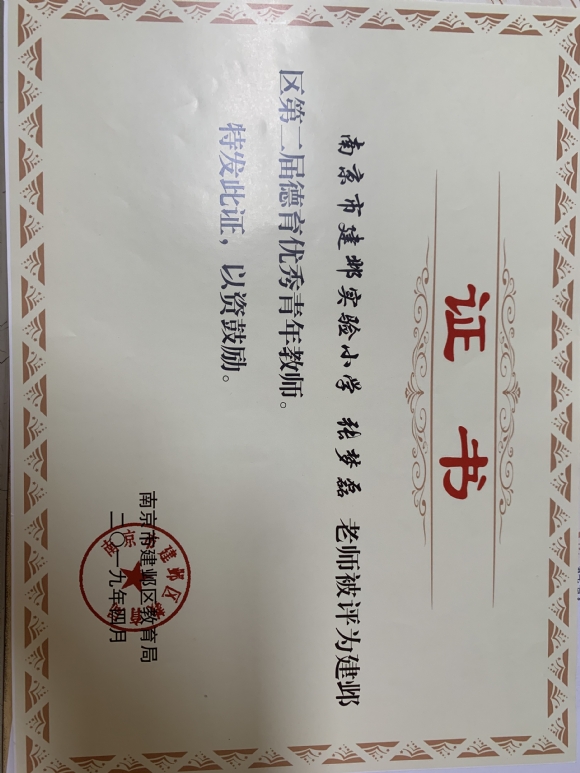 证书
南京市建邺实验小学 张梦磊 老师被评为建邺
区第二届德育优秀青年教师。
特发此证，以资鼓励。
南京市建邺区教育局
二〇一九年四月